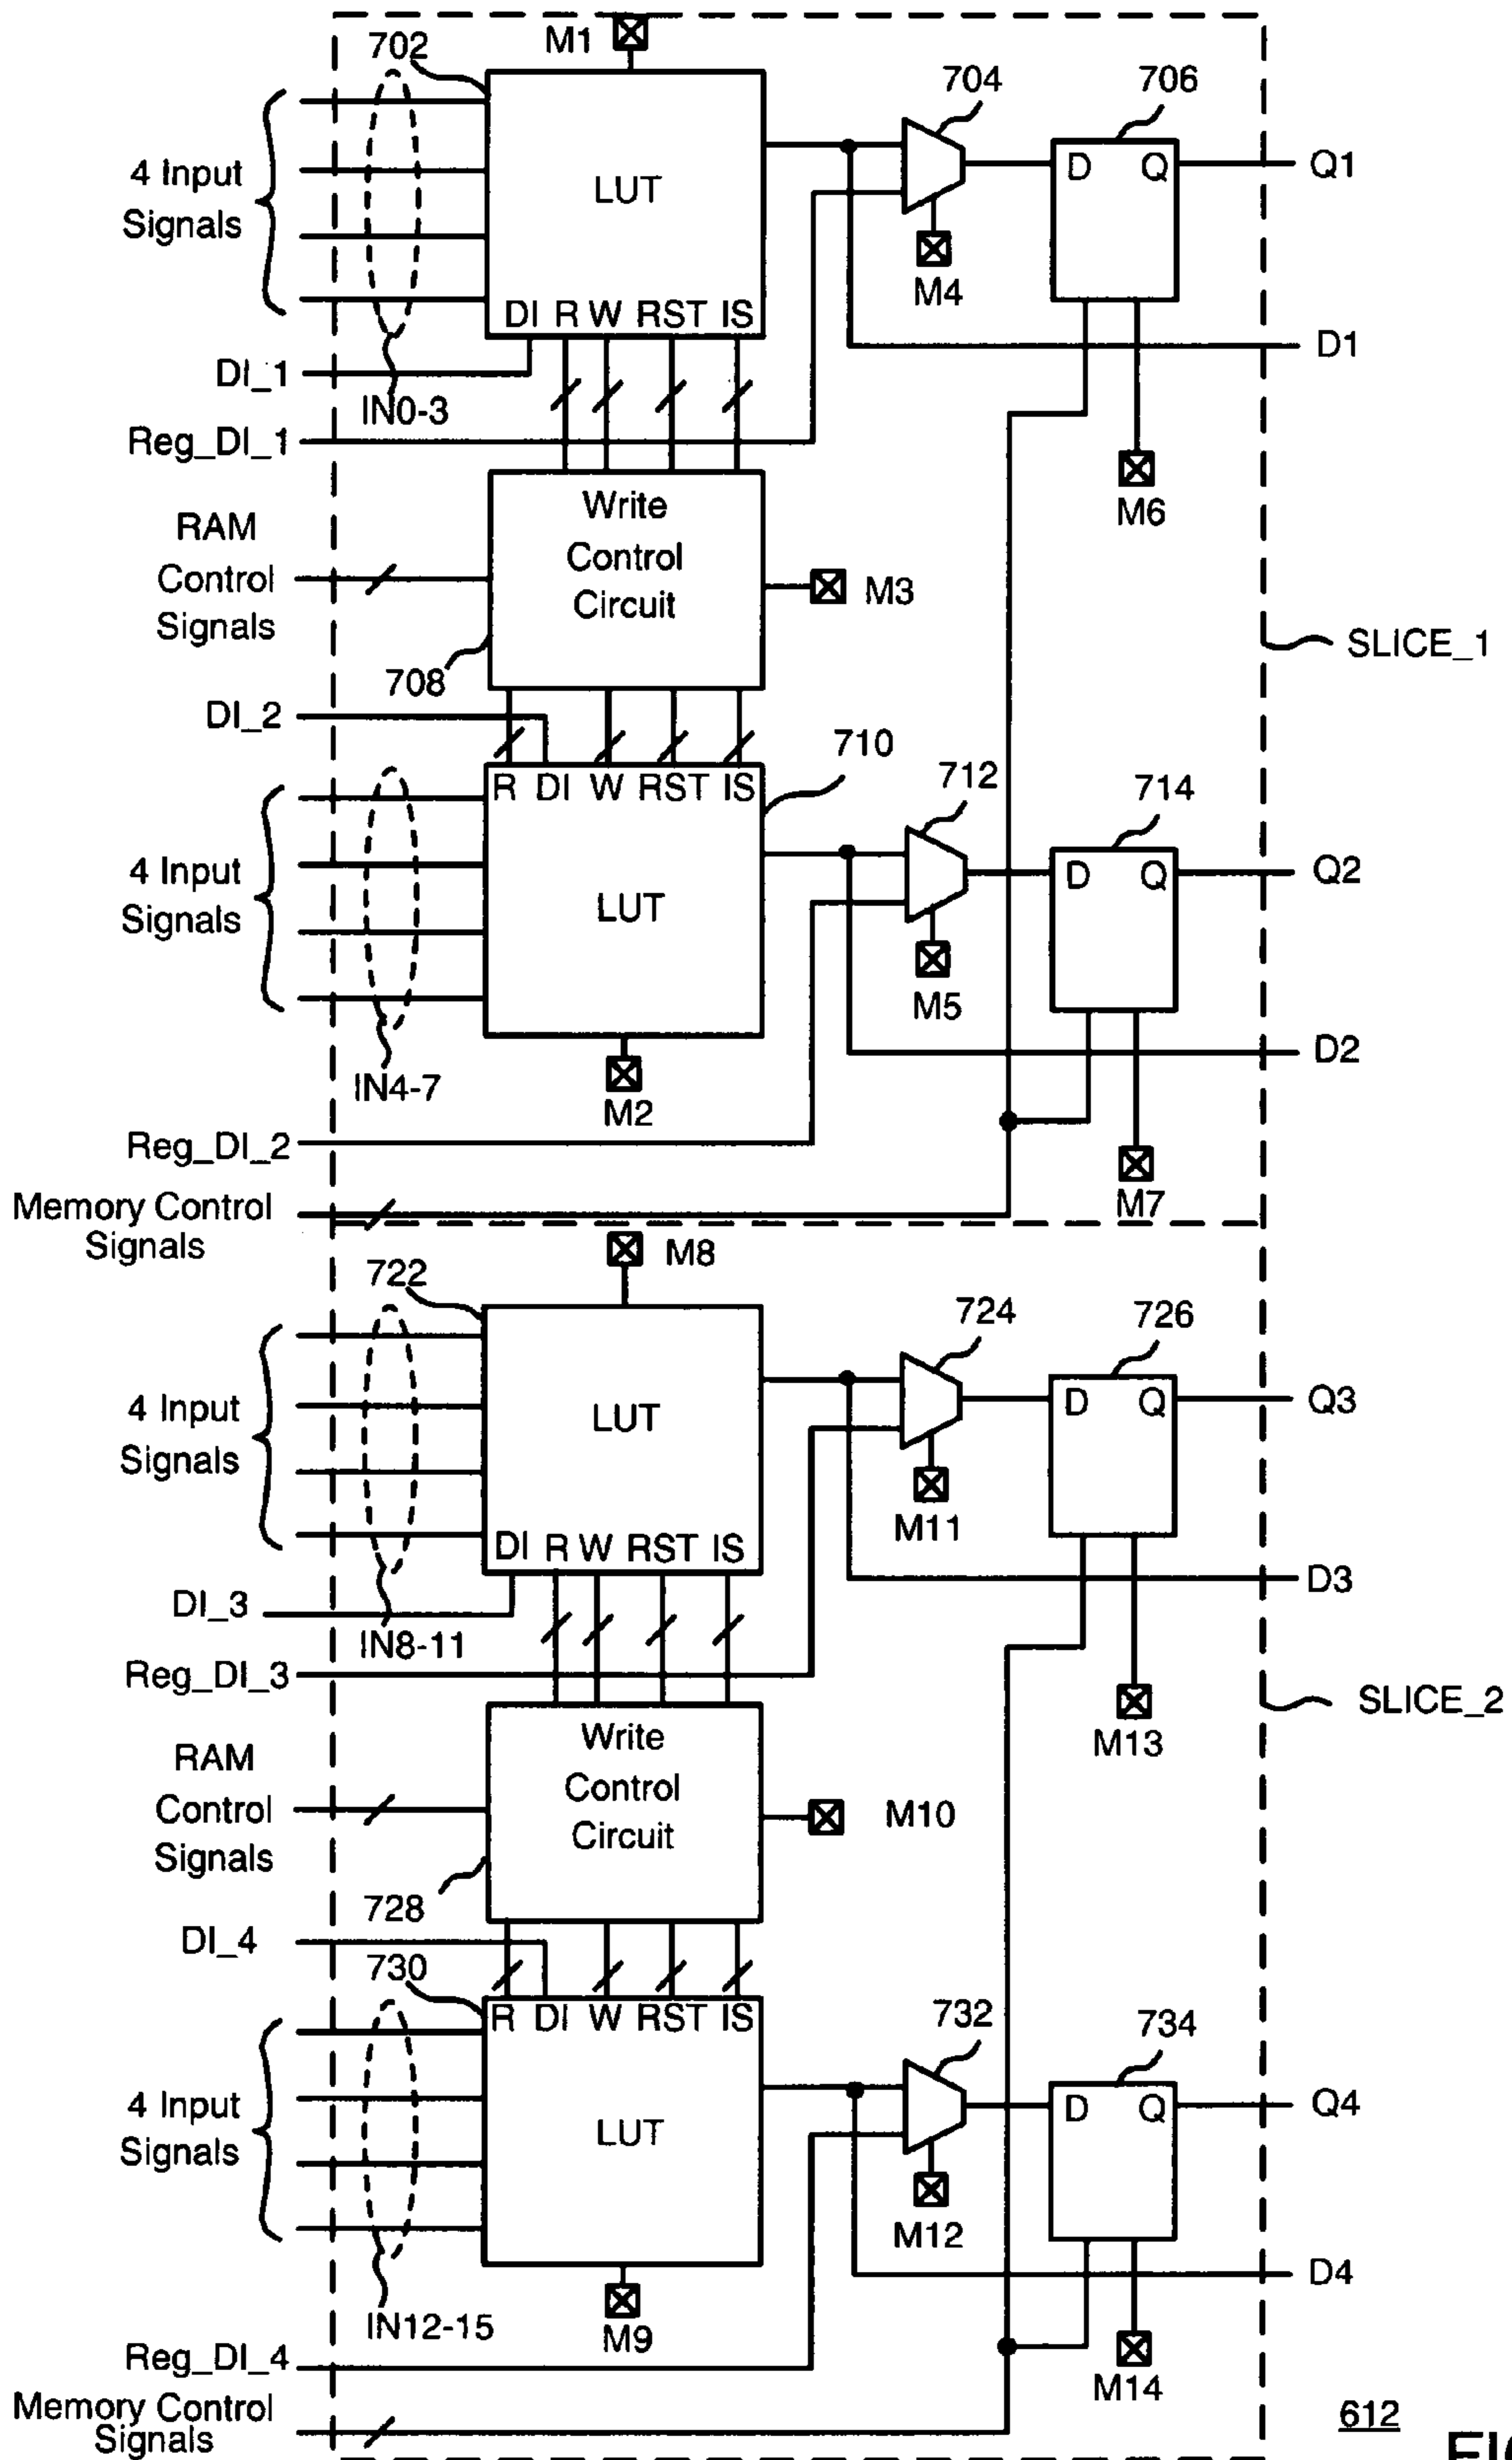 M1
702
704
706
4 Input
Signals
LUT
D Q
Q1
M4
DI R W RST IS
D1
DI_1
IN0-3
Reg_DI_1
M6
Write
Control
Circuit
RAM
Control
Signals
M3
SLICE_1
708
DI_2
710
712
714
R DI W RST IS
4 Input
Signals
LUT
D Q
Q2
M5
D2
IN4-7
M2
Reg_DI_2
M7
Memory Control
Signals
M8
722
724
726
4 Input
Signals
LUT
D Q
Q3
M11
DI R W RST IS
D3
DI_3
IN8-11
Reg_DI_3
SLICE_2
M13
Write
Control
Circuit
RAM
Control
Signals
M10
728
DI_4
730
732
734
R DI W RST IS
4 Input
Signals
LUT
D Q
Q4
M12
D4
IN12-15
M9
Reg_DI_4
M14
Memory Control
Signals
612